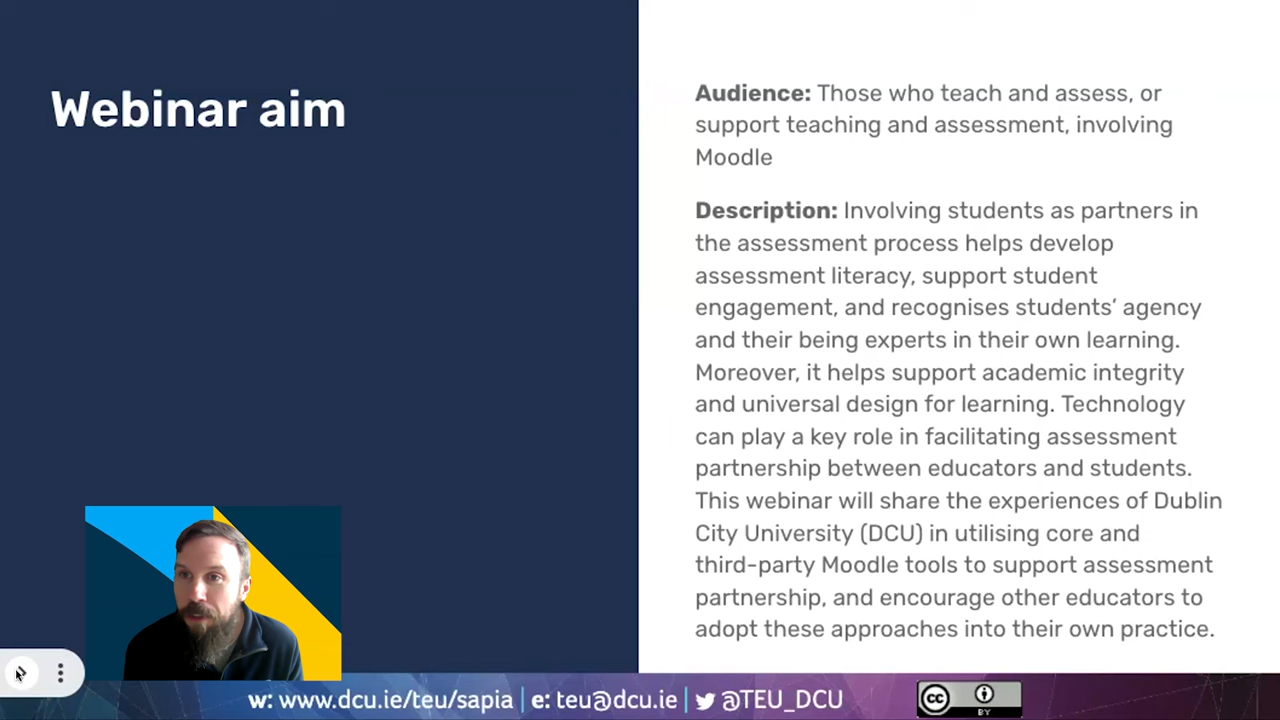 Webinar aim
Audience: Those who teach and assess, or
support teaching and assessment, involving
Moodle
Description: Involving students as partners in
the assessment process helps develop
assessment literacy, support student
engagement, and recognises students’ agency
and their being experts in their own learning.
Moreover, it helps support academic integrity
and universal design for learning. Technology
can play a key role in facilitating assessment
partnership between educators and students.
This webinar will share the experiences of Dublin
City University (DCU) in utilising core and
third-party Moodle tools to support assessment
partnership, and encourage other educators to
adopt these approaches into their own practice.
w: www.dcu.ie/teu/sapia | e: teu@dcu.ie | @TEU_DCU
cc
BY